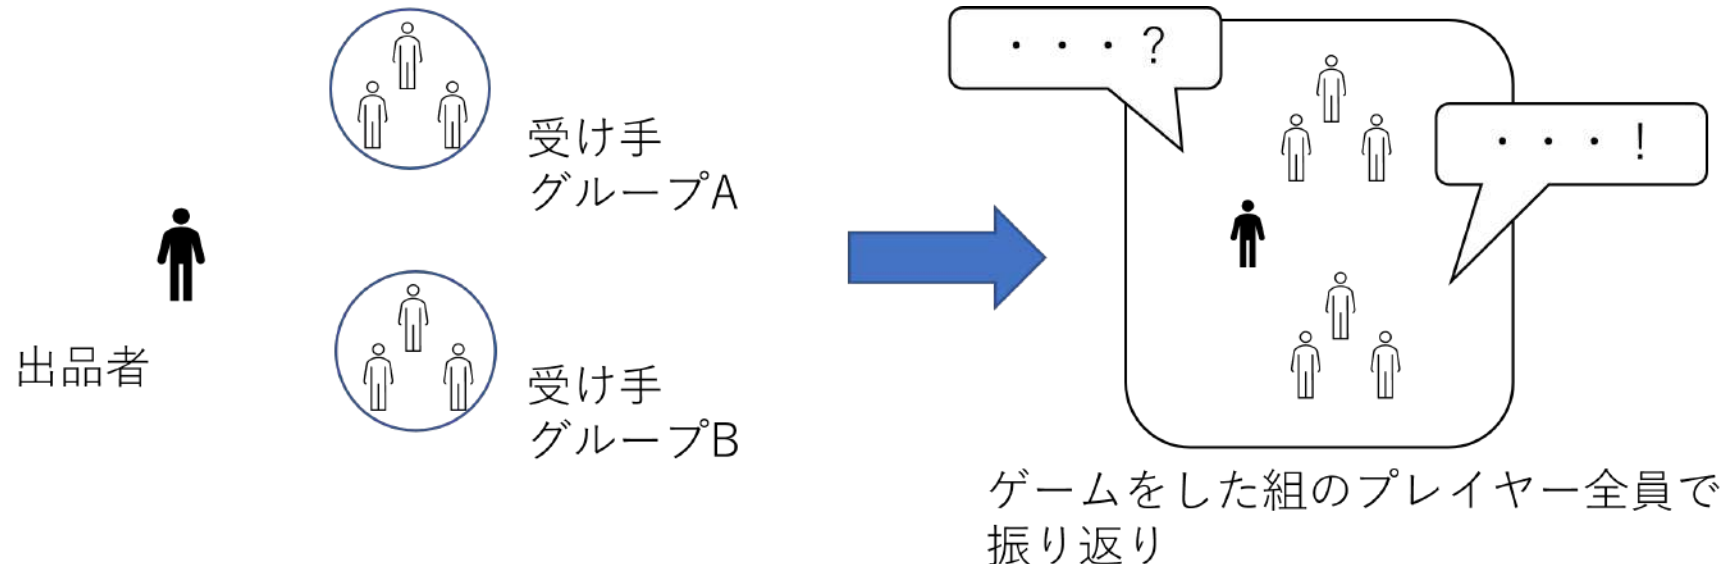 受け手
グループA
出品者
受け手
グループB
・・・?
・・・!
ゲームをした組のプレイヤー全員で
振り返り